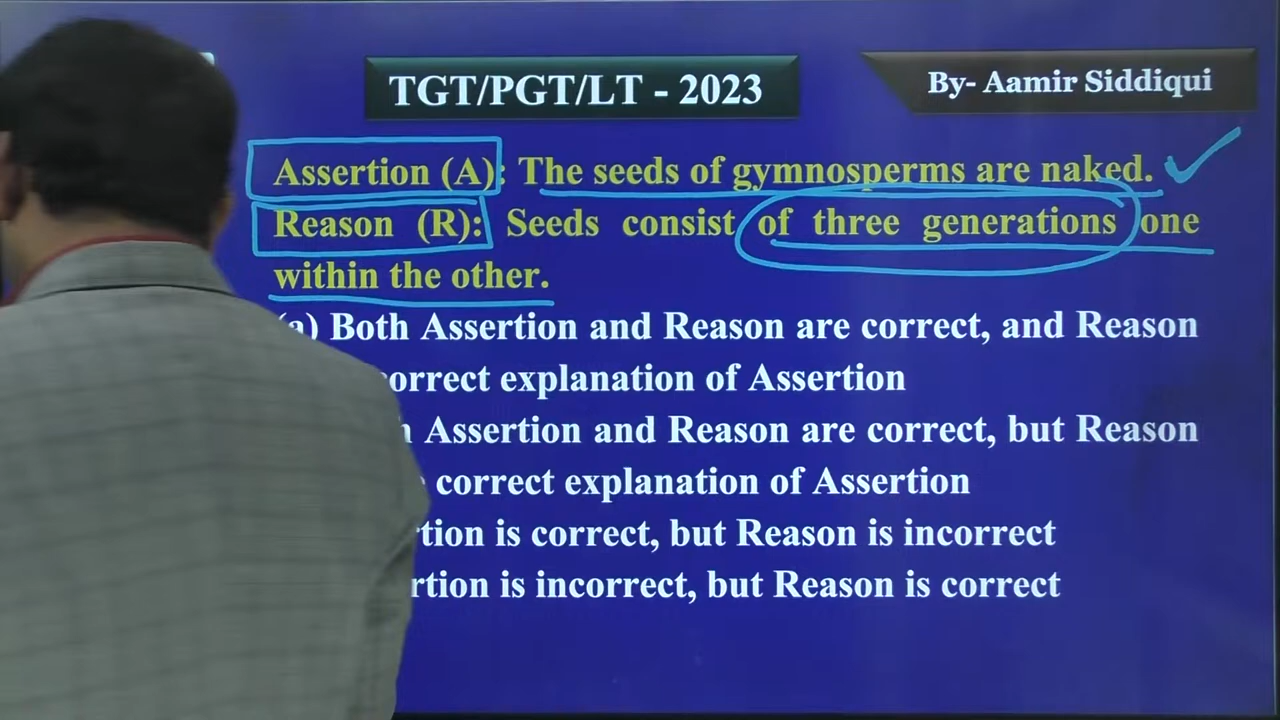 TGT/PGT/LT - 2023
By- Aamir Siddiqui
Assertion (A): The seeds of gymnosperms are naked.
Reason (R): Seeds consist of three generations one
within the other.
(a) Both Assertion and Reason are correct, and Reason
correct explanation of Assertion
Assertion and Reason are correct, but Reason
correct explanation of Assertion
is correct, but Reason is incorrect
is incorrect, but Reason is correct